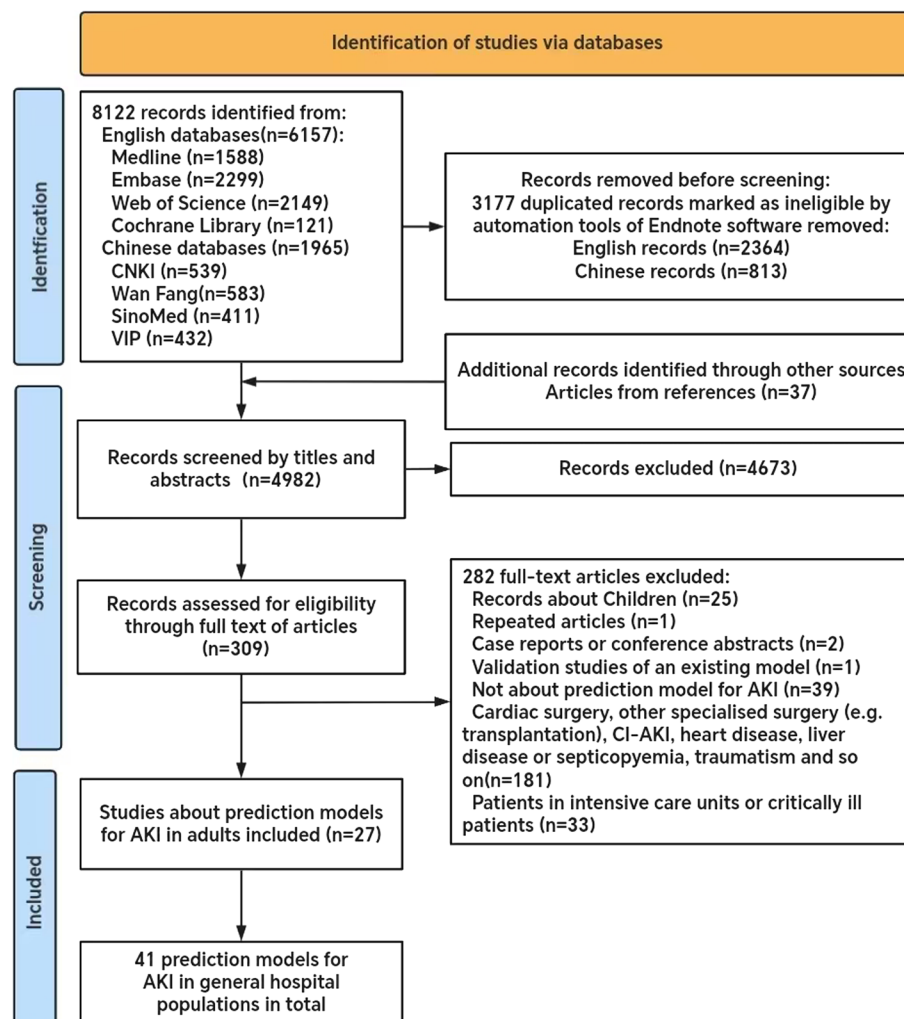 Identification of studies via databases
Identfication
8122 records identified from:
English databases(n=6157):
Medline (n=1588)
Embase (n=2299)
Web of Science (n=2149)
Cochrane Library (n=121)
Chinese databases (n=1965)
CNKI (n=539)
Wan Fang(n=583)
SinoMed (n=411)
VIP (n=432)
Records removed before screening:
3177 duplicated records marked as ineligible by
automation tools of Endnote software removed:
English records (n=2364)
Chinese records (n=813)
Additional records identified through other sources
Articles from references (n=37)
Screening
Records screened by titles and
abstracts (n=4982)
Records excluded (n=4673)
Records assessed for eligibility
through full text of articles
(n=309)
282 full-text articles excluded:
Records about Children (n=25)
Repeated articles (n=1)
Case reports or conference abstracts (n=2)
Validation studies of an existing model (n=1)
Not about prediction model for AKI (n=39)
Cardiac surgery, other specialised surgery (e.g.
transplantation), CI-AKI, heart disease, liver
disease or septicopyemia, traumatism and so
on(n=181)
Patients in intensive care units or critically ill
patients (n=33)
Included
Studies about prediction models
for AKI in adults included (n=27)
41 prediction models for
AKI in general hospital
populations in total